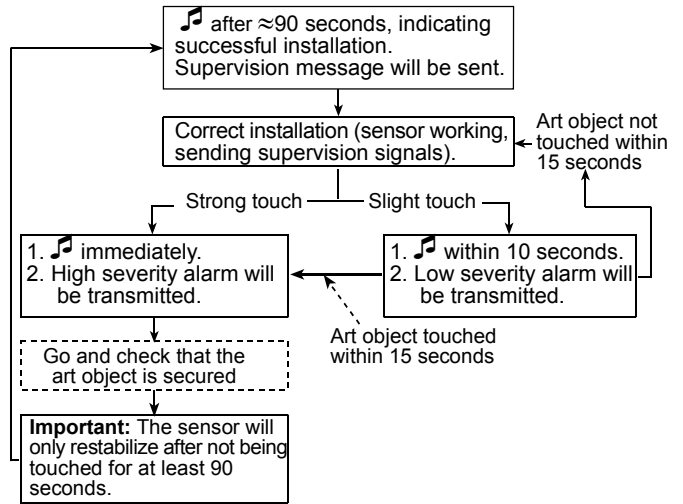 🎵 after ≈90 seconds, indicating
successful installation.
Supervision message will be sent.
Correct installation (sensor working,
sending supervision signals).
Art object not
touched within
15 seconds
Strong touch
Slight touch
1. 🎵 immediately.
2. High severity alarm will
be transmitted.
1. 🎵 within 10 seconds.
2. Low severity alarm will
be transmitted.
Art object touched
within 15 seconds
Go and check that the
art object is secured
Important: The sensor will
only restabilize after not being
touched for at least 90
seconds.